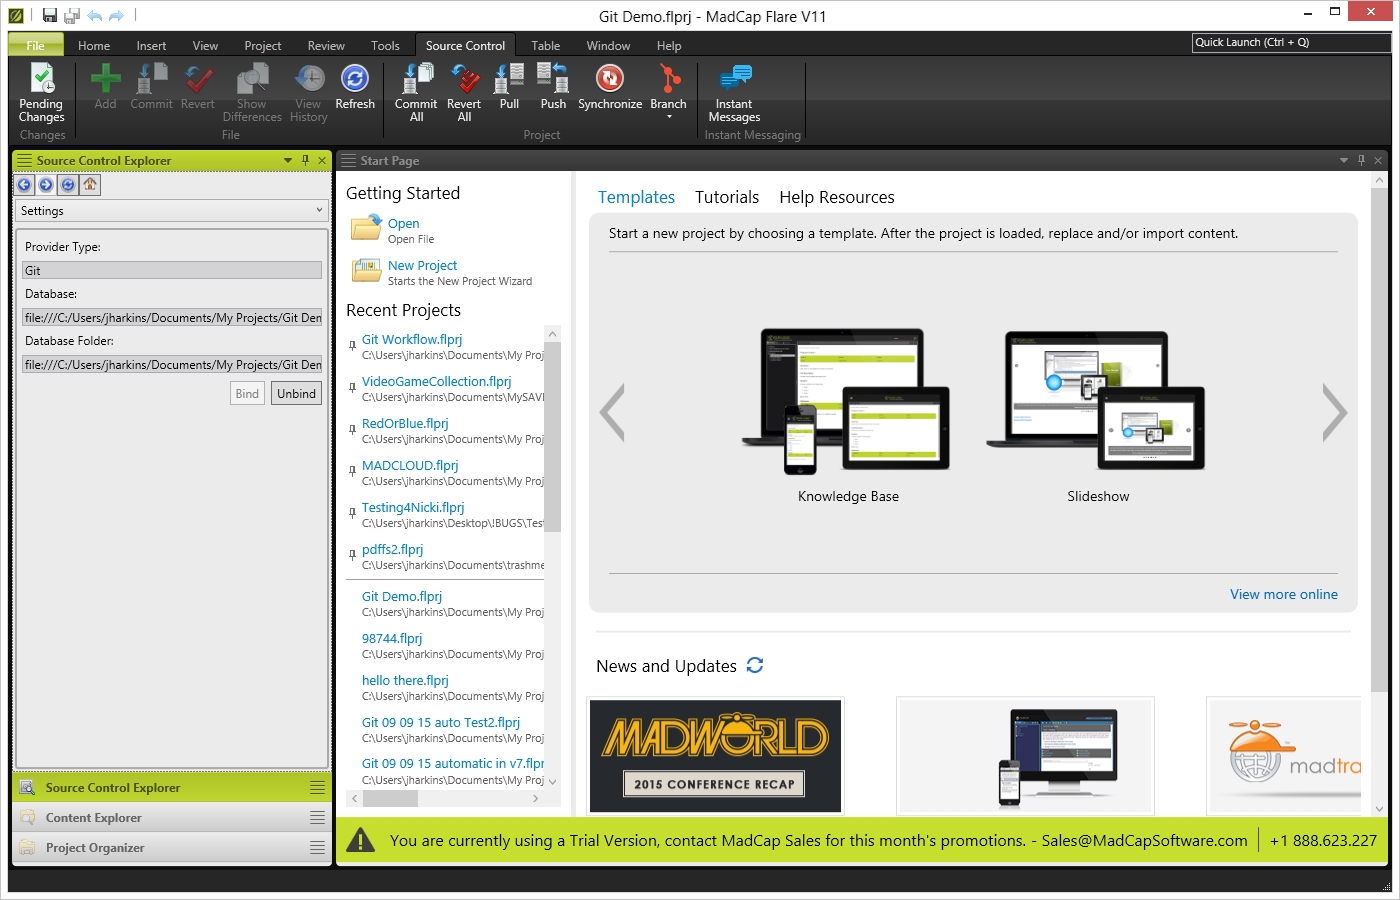 Git Demo.flprj - MadCap Flare V11
File Home Insert View Project Review Tools Source Control Table Window Help
Quick Launch (Ctrl + Q)
Pending Changes
Add
Commit
Revert
Show Differences
View History
Refresh
Commit All
Revert All
Pull
Push
Synchronize
Branch
Instant Messages
Changes
File
Project
Instant Messaging
Source Control Explorer
Settings
Provider Type:
Git
Database:
file:///C:/Users/jharkins/Documents/My Projects/Git Den
Database Folder:
file:///C:/Users/jharkins/Documents/My Projects/Git Den
Bind
Unbind
Source Control Explorer
Content Explorer
Project Organizer
Start Page
Getting Started
Open
Open File
New Project
Starts the New Project Wizard
Recent Projects
Git Workflow.flprj
C:\Users\jharkins\Documents\My Proj
VideoGameCollection.flprj
C:\Users\jharkins\Documents\MySAVI
RedOrBlue.flprj
C:\Users\jharkins\Documents\My Proj
MADCLOUD.flprj
C:\Users\jharkins\Documents\My Proj
Testing4Nicki.flprj
C:\Users\jharkins\Desktop\!BUGS\Test
pdffs2.flprj
C:\Users\jharkins\Documents\trashme
Git Demo.flprj
C:\Users\jharkins\Documents\My Proj
98744.flprj
C:\Users\jharkins\Documents\My Proj
hello there.flprj
C:\Users\jharkins\Documents\My Proj
Git 09 09 15 auto Test2.flprj
C:\Users\jharkins\Documents\My Proj
Git 09 09 15 automatic in v7.flpr
C:\Users\jharkins\Documents\My Proj
Templates Tutorials Help Resources
Start a new project by choosing a template. After the project is loaded, replace and/or import content.
Knowledge Base
Slideshow
View more online
News and Updates
MADWORLD
2015 CONFERENCE RECAP
madtra
You are currently using a Trial Version, contact MadCap Sales for this month's promotions. - Sales@MadCapSoftware.com
+1 888.623.227